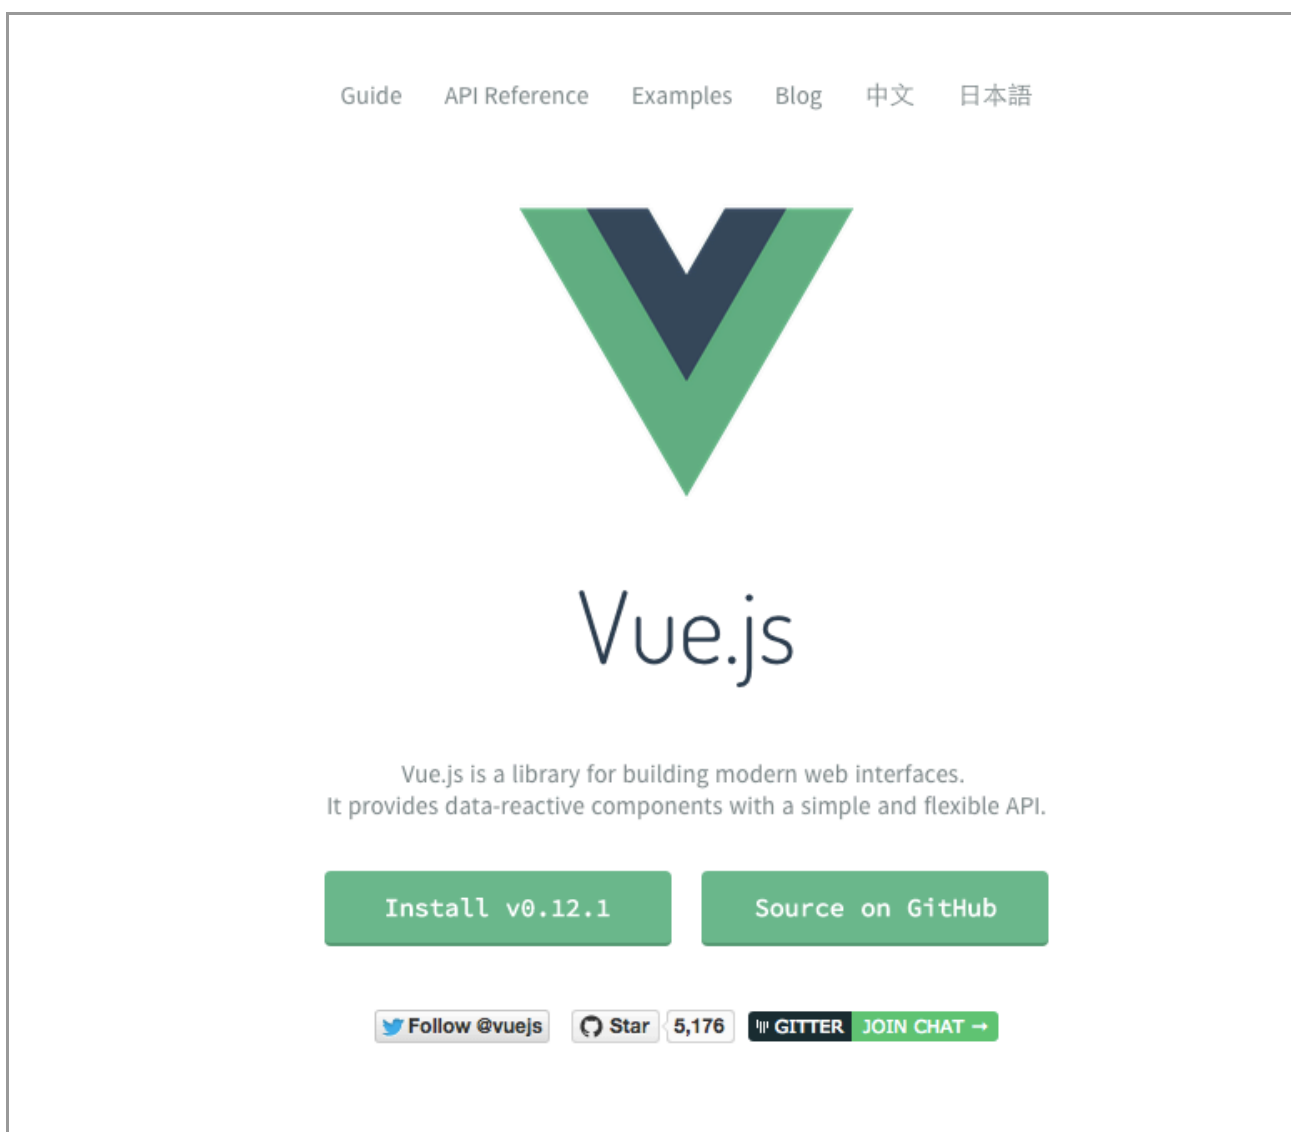 Guide API Reference Examples Blog 中文 日本語
Vue.js
Vue.js is a library for building modern web interfaces.
It provides data-reactive components with a simple and flexible API.
Install v0.12.1 Source on GitHub
Follow @vuejs Star 5,176 GITTER JOIN CHAT →